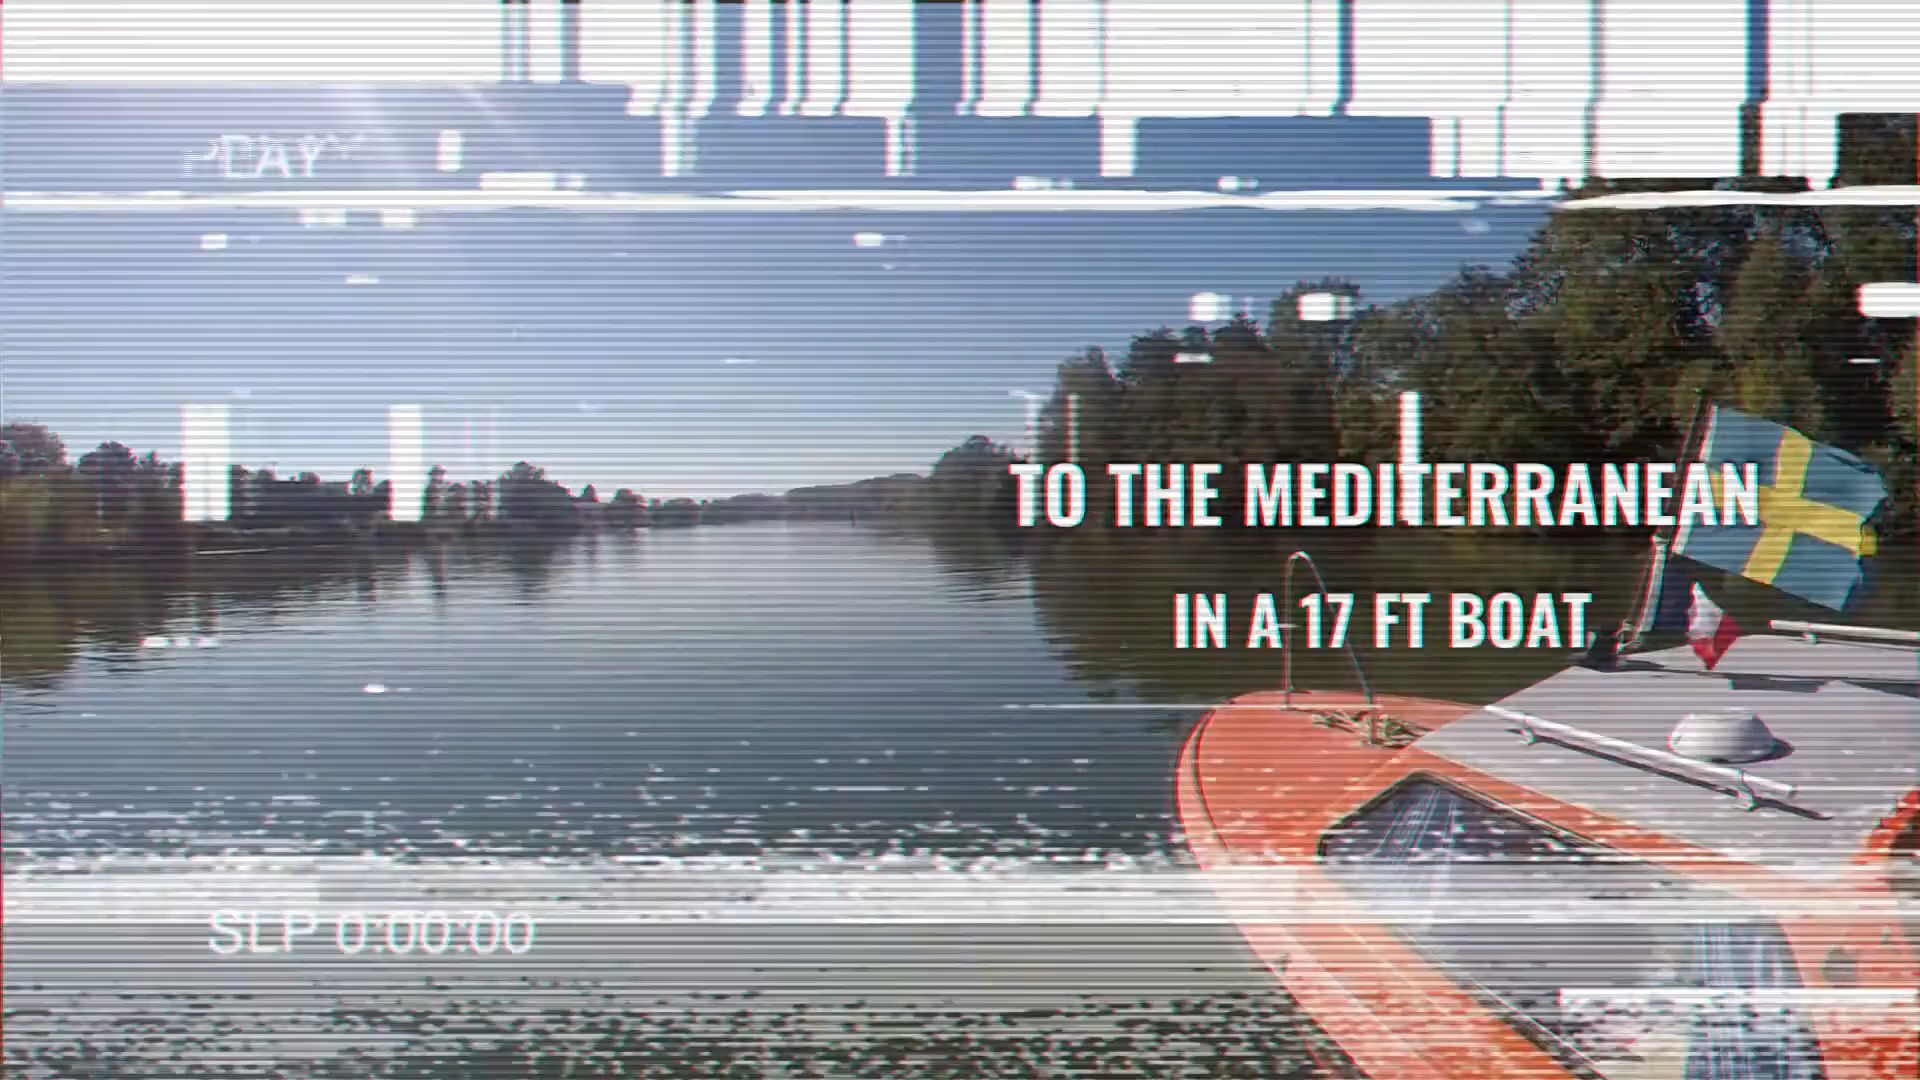 PLAY
TO THE MEDITERRANEAN
IN A 17 FT BOAT
SLP 0:00:00